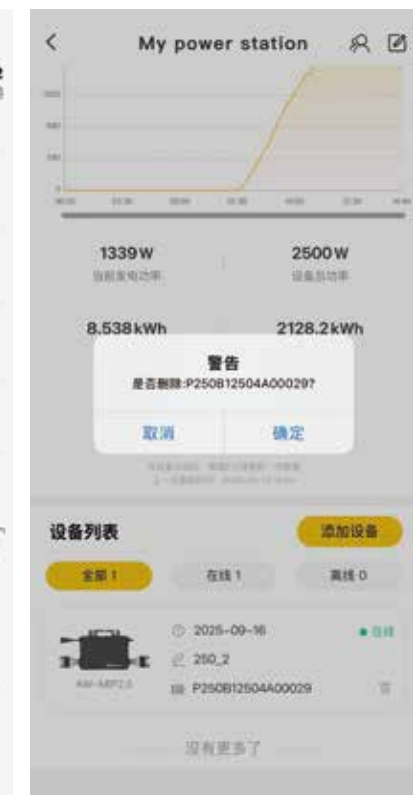 My power station
1339W
2500W
当前发电功率
设备总功率
8.538kWh
2128.2kWh
警告
是否删除:P250B12504A00029?
取消
确定
设备列表
添加设备
全部 1
在线 1
离线 0
2025-09-16
在线
250_2
P250B12504A00029
没有更多了